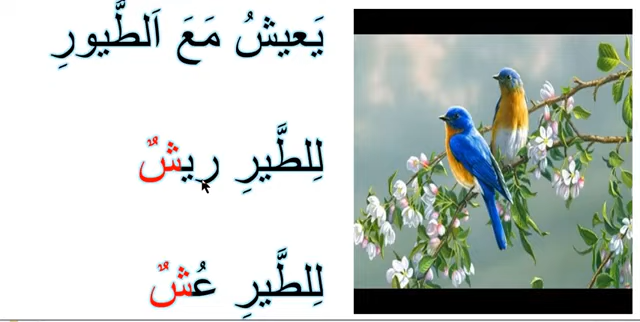 يَعيشُ مَعَ اَلطَّيورِ
لِلطَّيرِ ريشٌ
لِلطَّيرِ عُشٌ